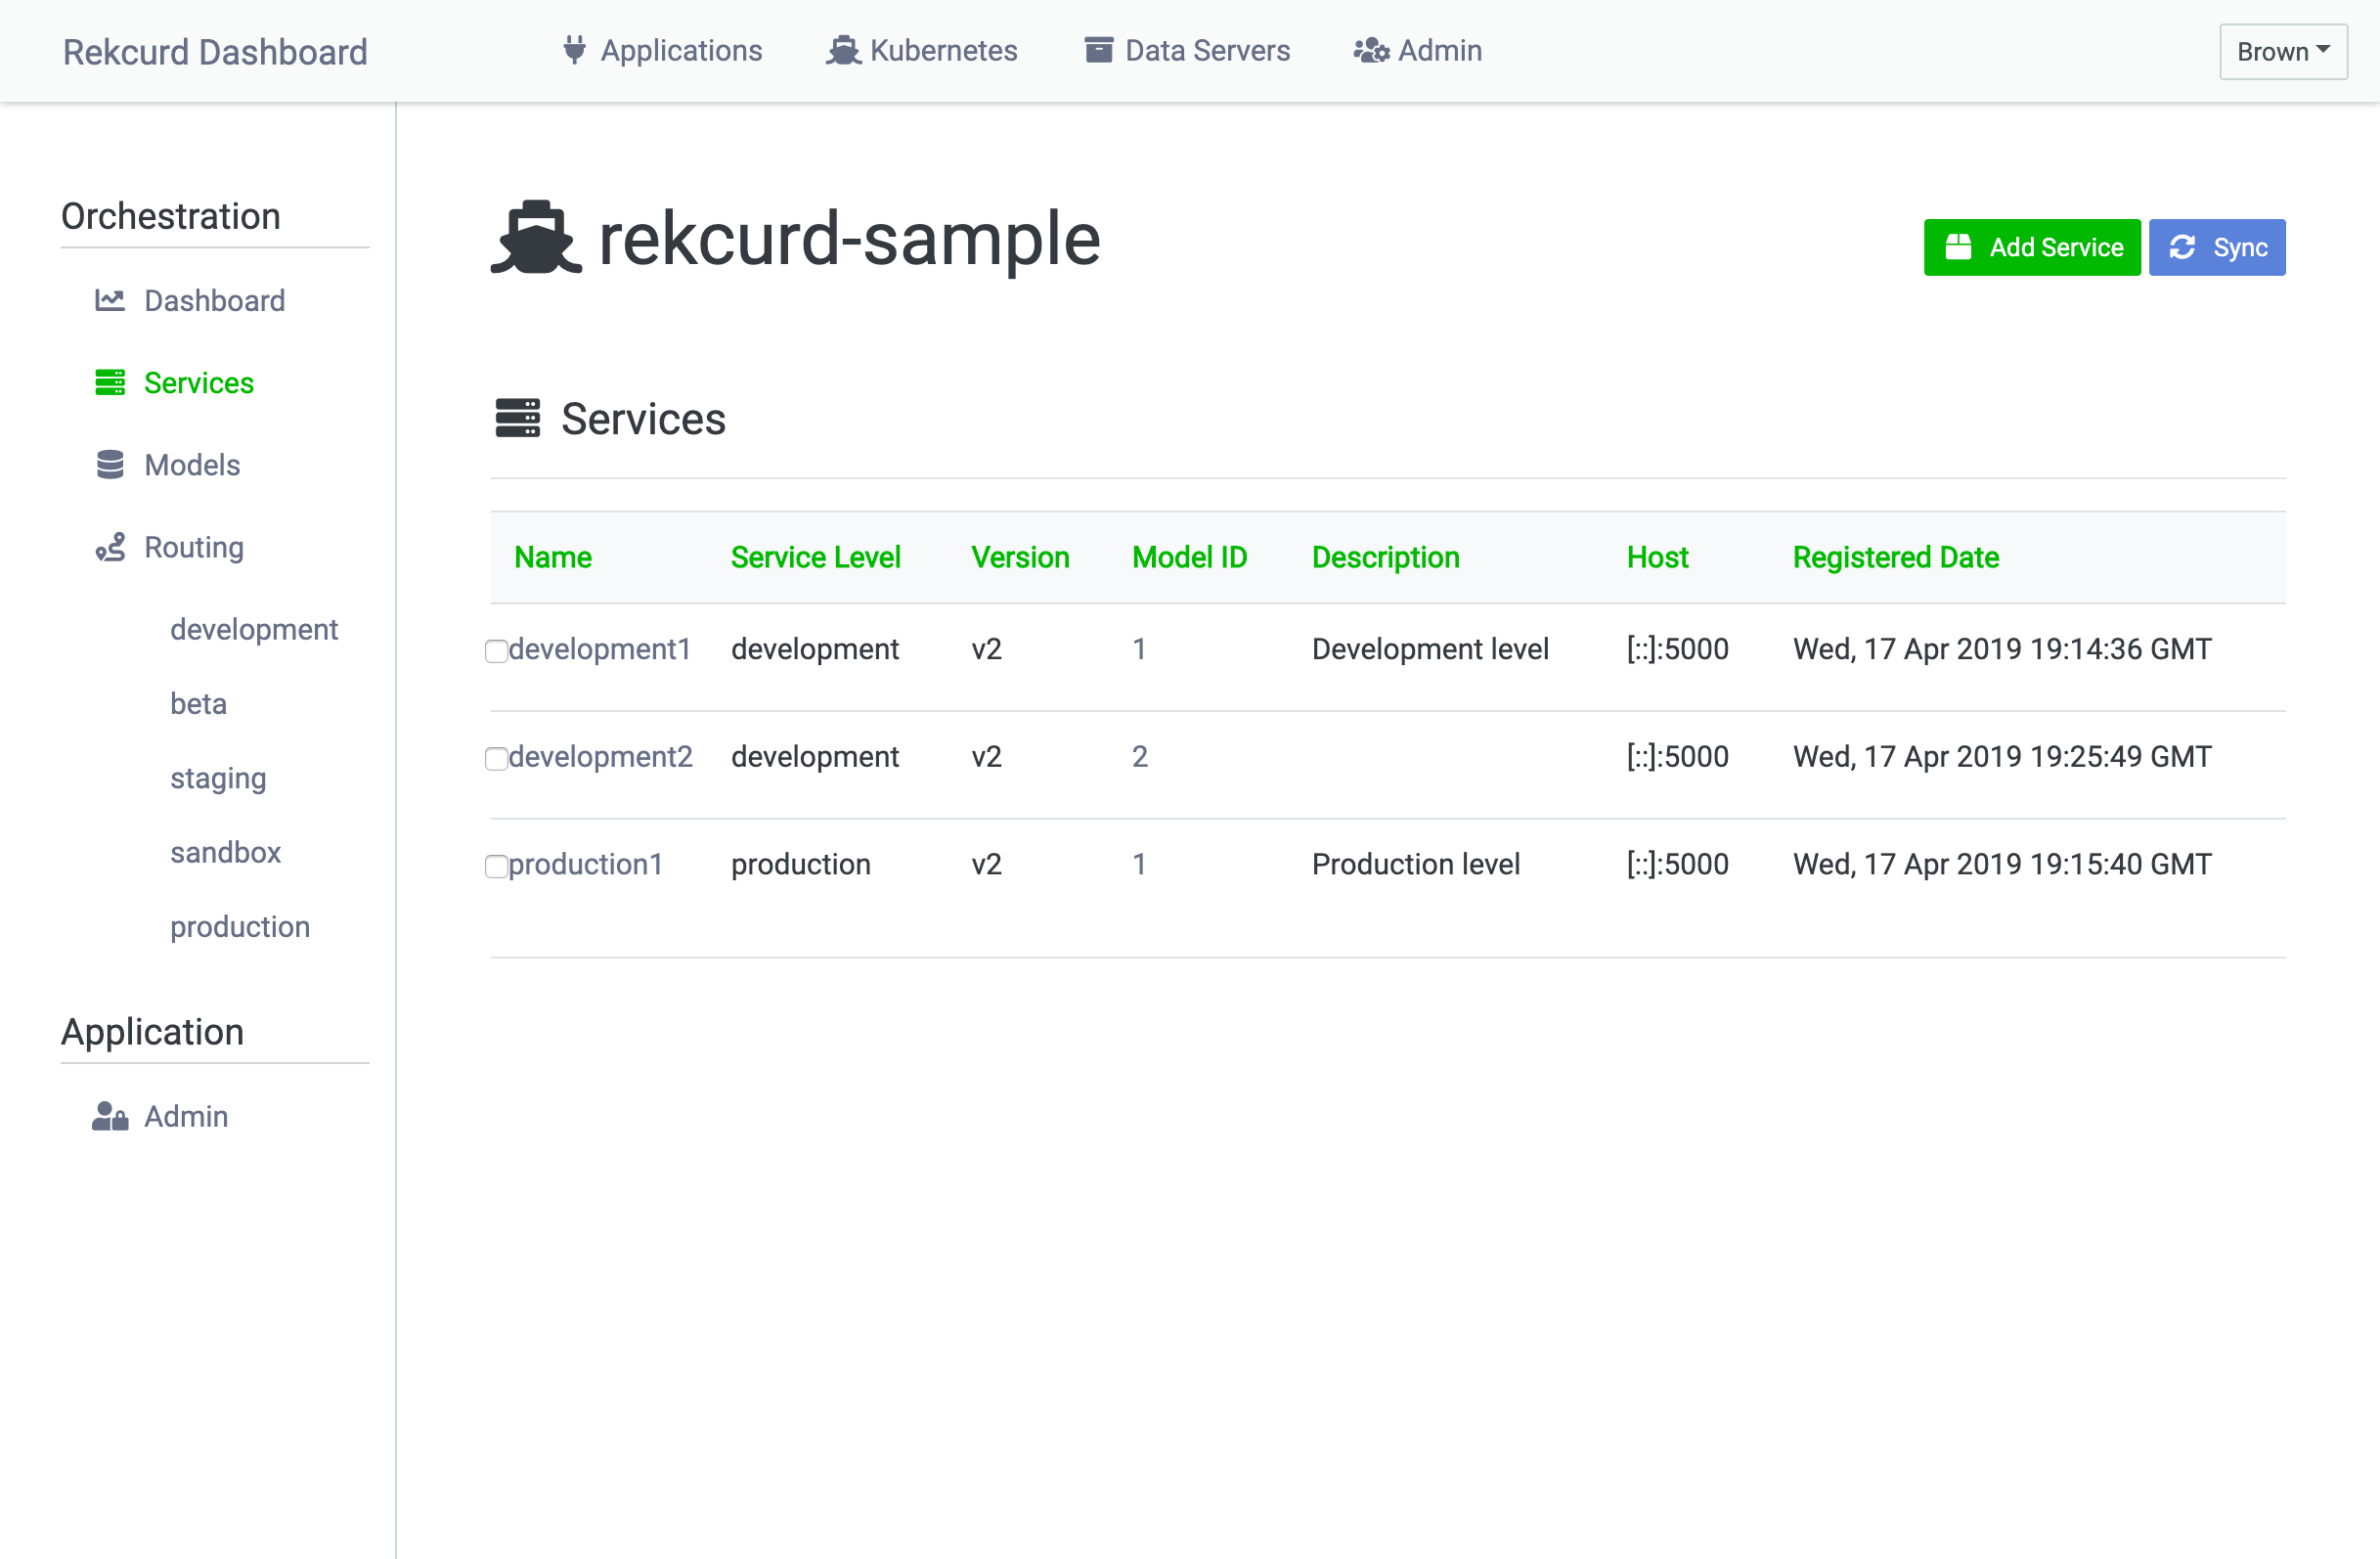 Rekcurd Dashboard Applications Kubernetes Data Servers Admin Brown
Orchestration
Dashboard
Services
Models
Routing
development
beta
staging
sandbox
production
Application
Admin
rekcurd-sample
Add Service Sync
Services
Name Service Level Version Model ID Description Host Registered Date
development1 development v2 1 Development level [::]:5000 Wed, 17 Apr 2019 19:14:36 GMT
development2 development v2 2 [::]:5000 Wed, 17 Apr 2019 19:25:49 GMT
production1 production v2 1 Production level [::]:5000 Wed, 17 Apr 2019 19:15:40 GMT